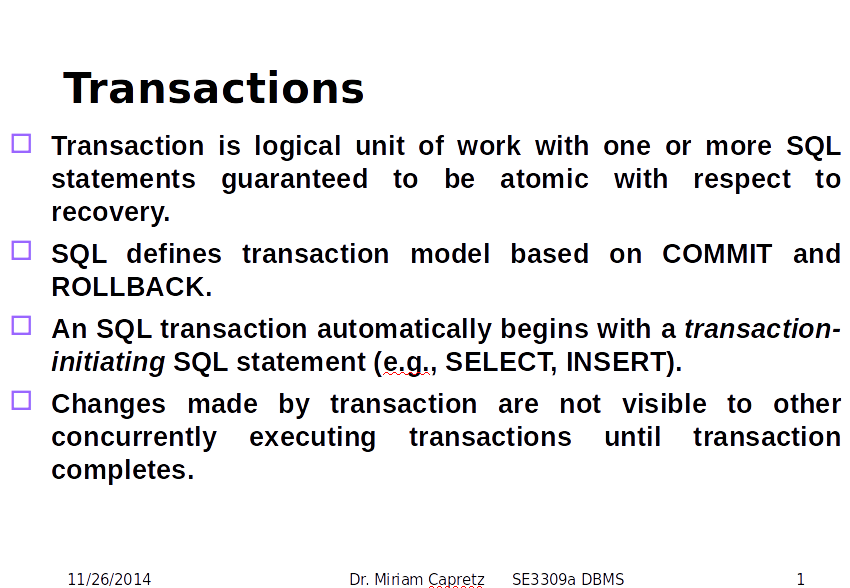 Transactions
Transaction is logical unit of work with one or more SQL
statements guaranteed to be atomic with respect to
recovery.
SQL defines transaction model based on COMMIT and
ROLLBACK.
An SQL transaction automatically begins with a transaction-
initiating SQL statement (e.g., SELECT, INSERT).
Changes made by transaction are not visible to other
concurrently executing transactions until transaction
completes.
11/26/2014 Dr. Miriam Capretz SE3309a DBMS 1